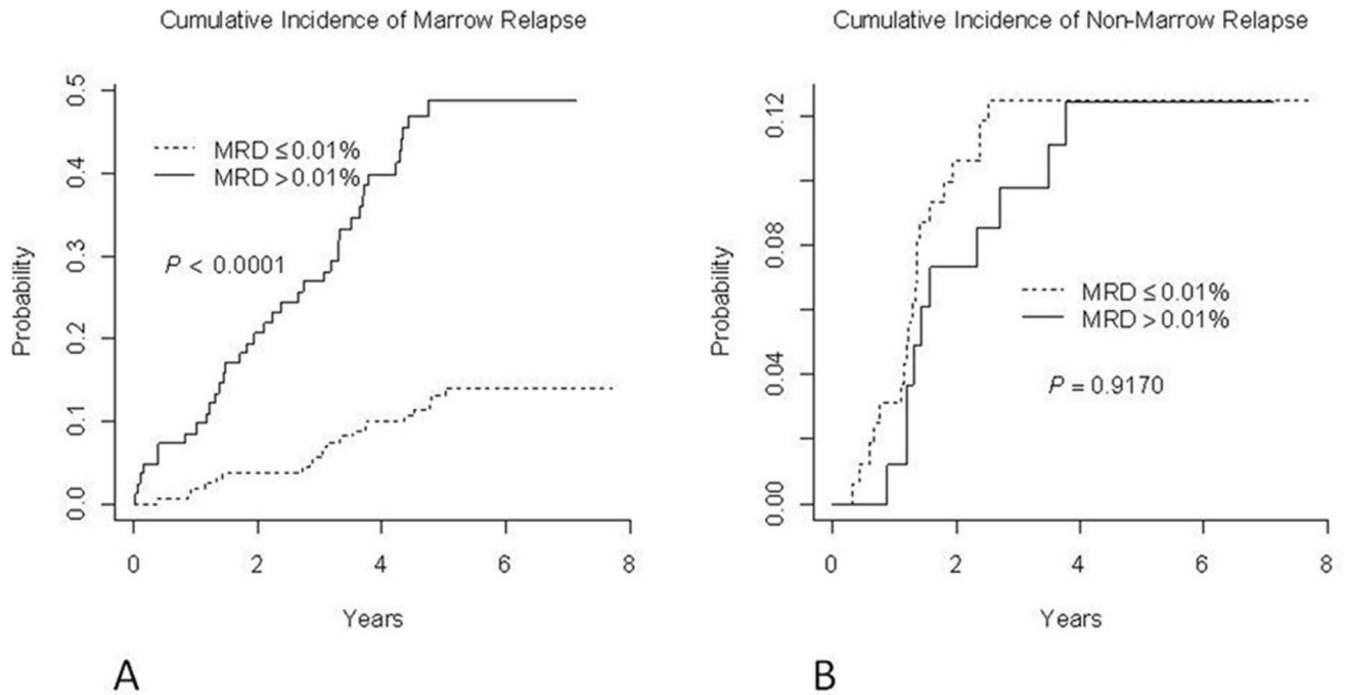 Cumulative Incidence of Marrow Relapse
Probability
0.5
0.4
0.3
0.2
0.1
0.0
MRD ≤ 0.01%
MRD > 0.01%
P < 0.0001
0 2 4 6 8
Years
A
Cumulative Incidence of Non-Marrow Relapse
Probability
0.12
0.08
0.04
0.00
MRD ≤ 0.01%
MRD > 0.01%
P = 0.9170
0 2 4 6 8
Years
B